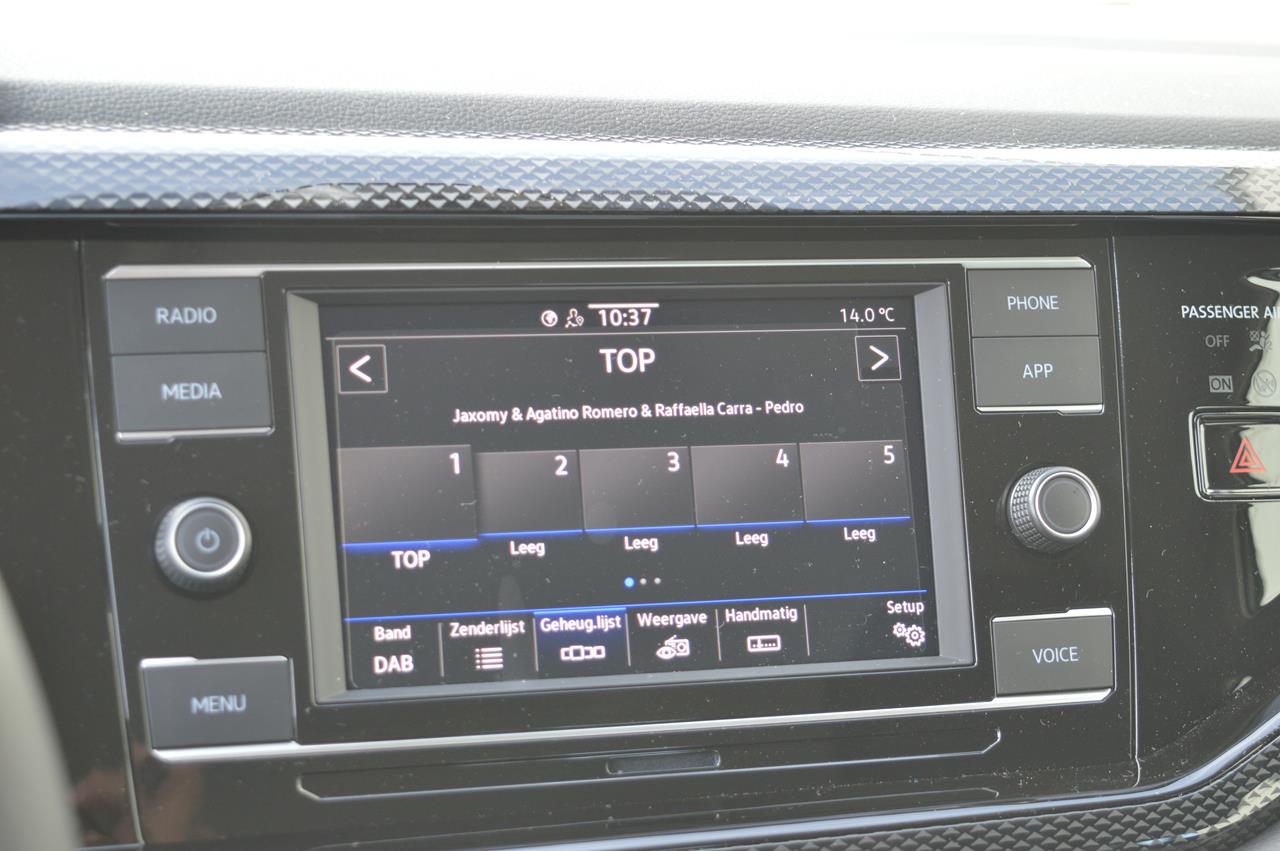 RADIO
MEDIA
MENU
10:37
14.0 °C
<
TOP
>
Jaxomy & Agatino Romero & Raffaella Carra - Pedro
1 2 3 4 5
TOP Leeg Leeg Leeg Leeg
Band Zenderlijst Geheug.lijst Weergave Handmatig Setup
DAB
PHONE
APP
VOICE
PASSENGER
OFF
ON